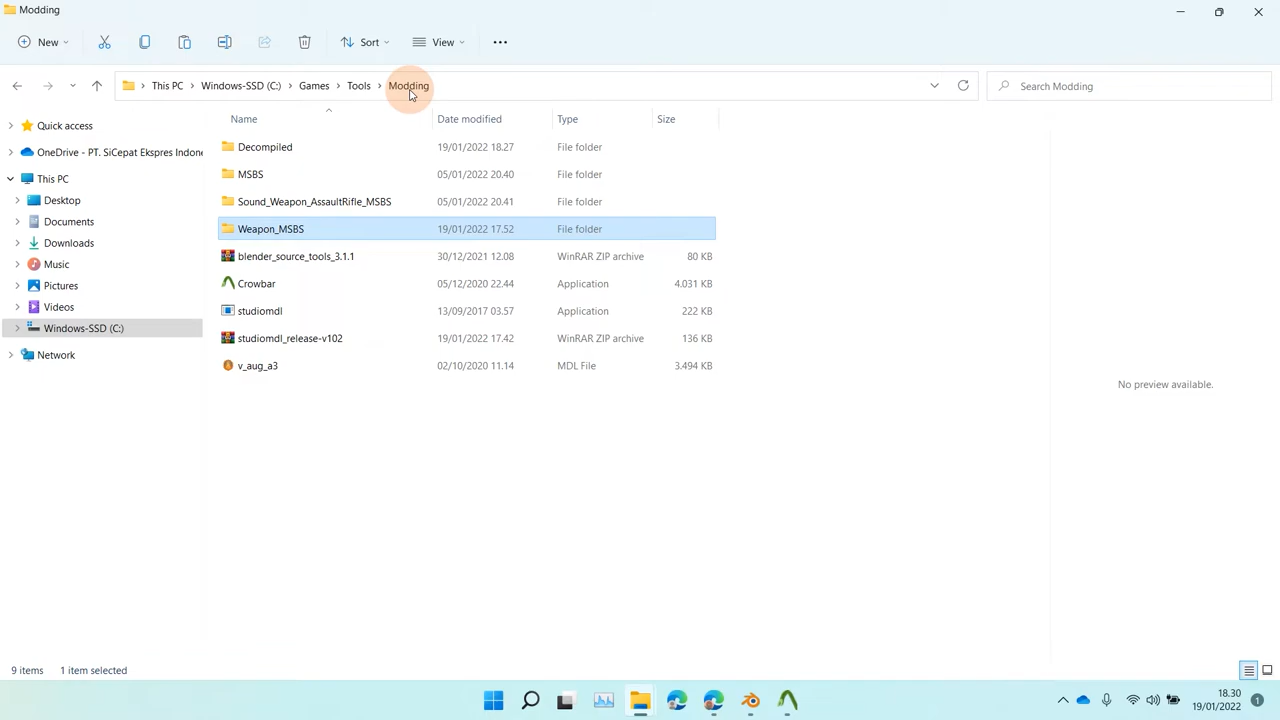 Modding
New
Sort
View
This PC
Windows-SSD (C:)
Games
Tools
Modding
Search Modding
Name
Date modified
Type
Size
Quick access
OneDrive - PT. SiCepat Ekspres Indone
This PC
Desktop
Documents
Downloads
Music
Pictures
Videos
Windows-SSD (C:)
Network
Decompiled 19/01/2022 18.27 File folder
MSBS 05/01/2022 20.40 File folder
Sound_Weapon_AssaultRifle_MSBS 05/01/2022 20.41 File folder
Weapon_MSBS 19/01/2022 17.52 File folder
blender_source_tools_3.1.1 30/12/2021 12.08 WinRAR ZIP archive 80 KB
Crowbar 05/12/2020 22.44 Application 4.031 KB
studiomdl 13/09/2017 03.57 Application 222 KB
studiomdl_release-v102 19/01/2022 17.42 WinRAR ZIP archive 136 KB
v_aug_a3 02/10/2020 11.14 MDL File 3.494 KB
No preview available.
9 items 1 item selected
18.30
19/01/2022
1